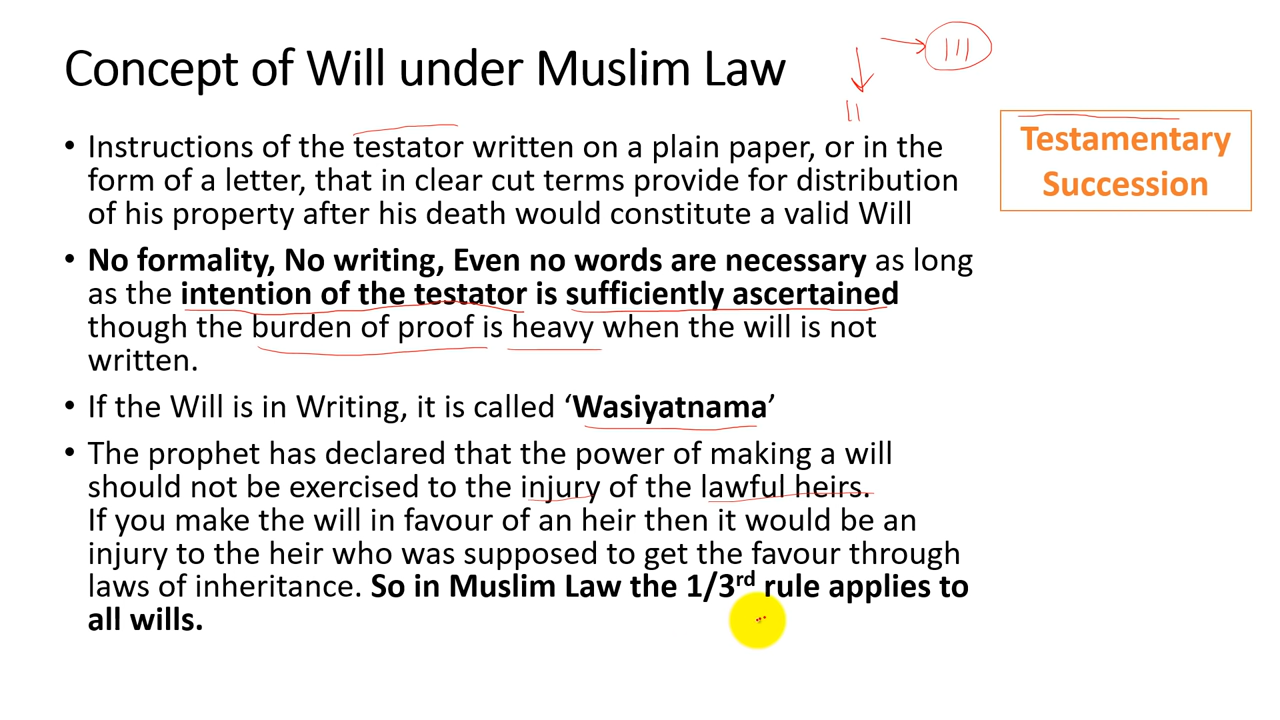 Concept of Will under Muslim Law
Testamentary
Succession
• Instructions of the testator written on a plain paper, or in the
form of a letter, that in clear cut terms provide for distribution
of his property after his death would constitute a valid Will
• No formality, No writing, Even no words are necessary as long
as the intention of the testator is sufficiently ascertained
though the burden of proof is heavy when the will is not
written.
• If the Will is in Writing, it is called ‘Wasiyatnama’
• The prophet has declared that the power of making a will
should not be exercised to the injury of the lawful heirs.
If you make the will in favour of an heir then it would be an
injury to the heir who was supposed to get the favour through
laws of inheritance. So in Muslim Law the 1/3rd rule applies to
all wills.